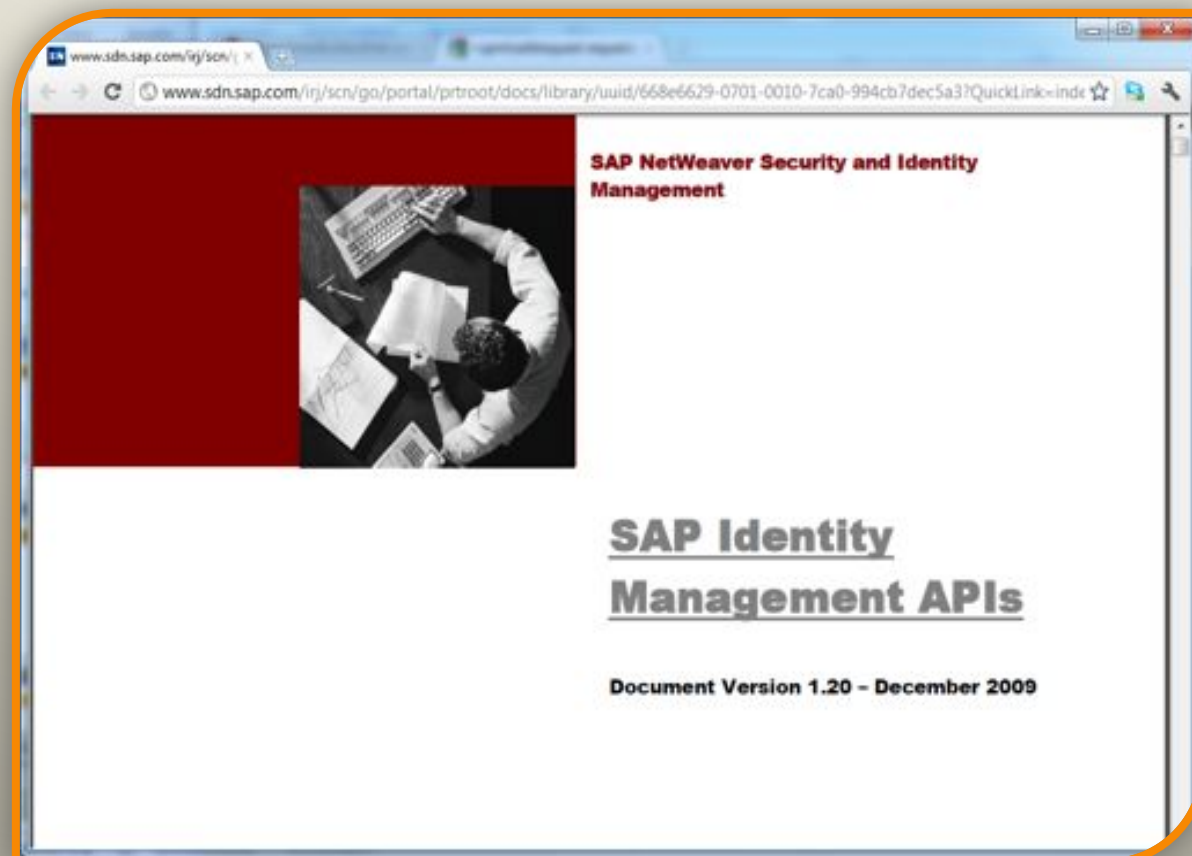 www.sdn.sap.com/irj/scn/g
www.sdn.sap.com/irj/scn/go/portal/prtroot/docs/library/uuid/668e6629-0701-0010-7ca0-994cb7dec5a3?QuickLink=inde
SAP NetWeaver Security and Identity
Management
SAP Identity
Management APIs
Document Version 1.20 – December 2009